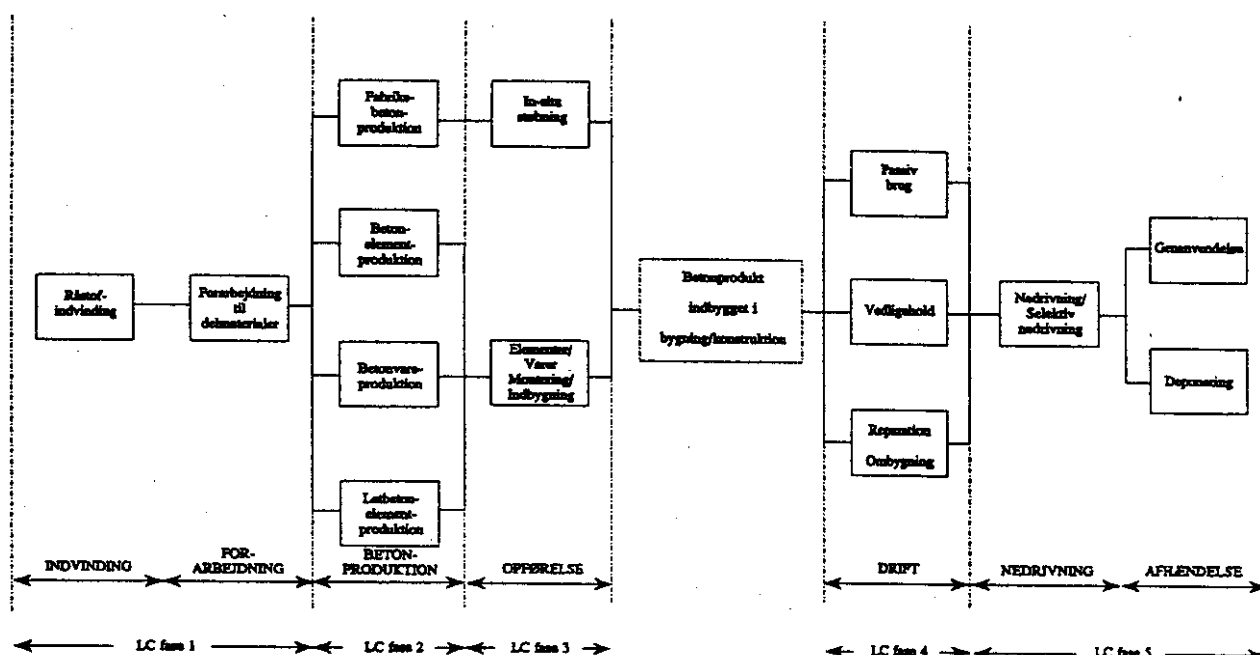 Fabriks-
beton-
produktion
In-situ
støbning
Passiv
brug
Beton-
element-
produktion
Genanvendelse
Råstof-
indvinding
Forarbejdning
til
delmaterialer
Betonprodukt
indbygget i
bygning/konstruktion
Vedligehold
Nedrivning/
Selektiv
nedrivning
Betonvare-
produktion
Elementer/
Varer
Montering/
Indbygning
Deponering
Reparation
Ombygning
Letbeton-
element-
produktion
INDVINDING
FOR-
ARBEJDNING
BETON-
PRODUKTION
OPFØRELSE
DRIFT
NEDRIVNING
AFHÆNDELSE
LC fase 1
LC fase 2
LC fase 3
LC fase 4
LC fase 5